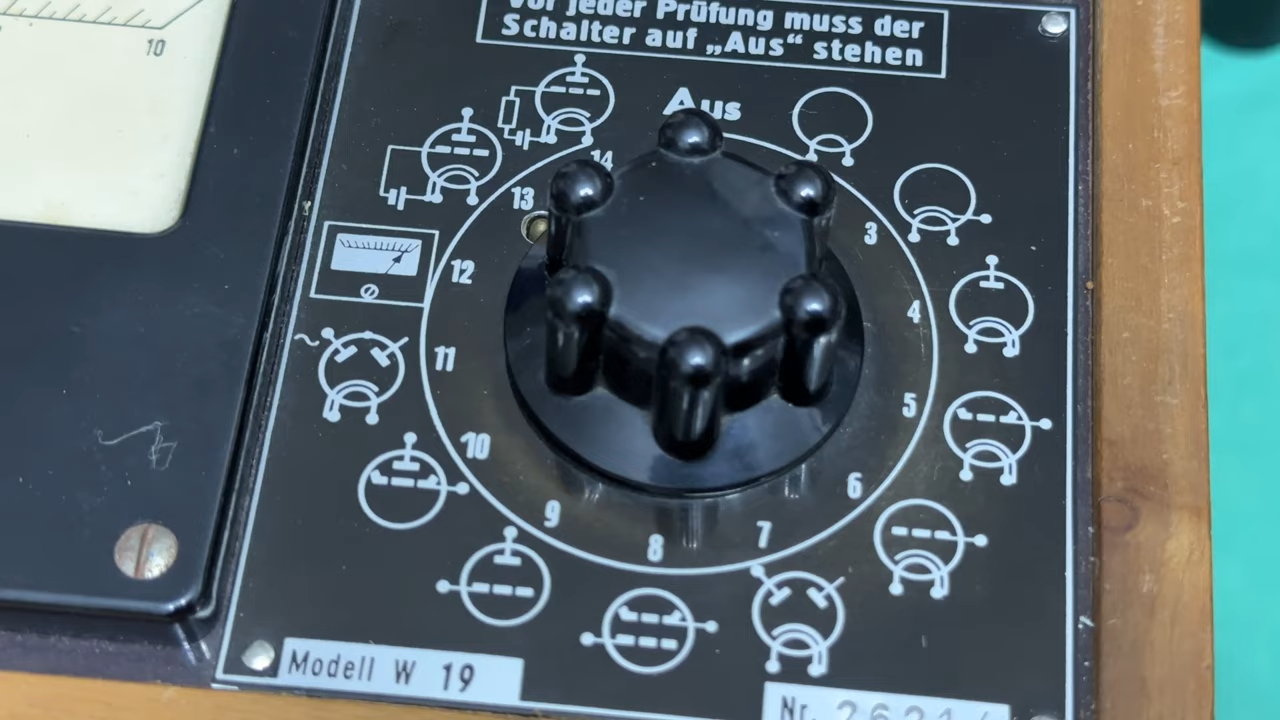 10
Vor jeder Prüfung muss der
Schalter auf „Aus“ stehen
Aus
14
13
3
12
4
11
5
10
6
9
7
8
Modell W 19
Nr.